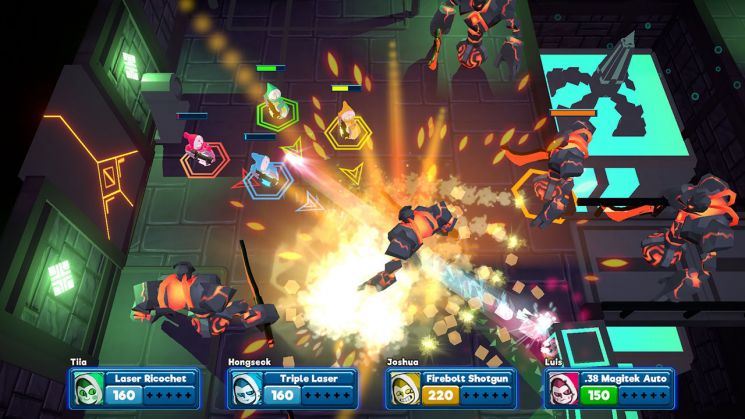 Tila
Laser Ricochet
160
Hongseok
Triple Laser
160
Joshua
Firebolt Shotgun
220
Luis
.38 Magitek Auto
150